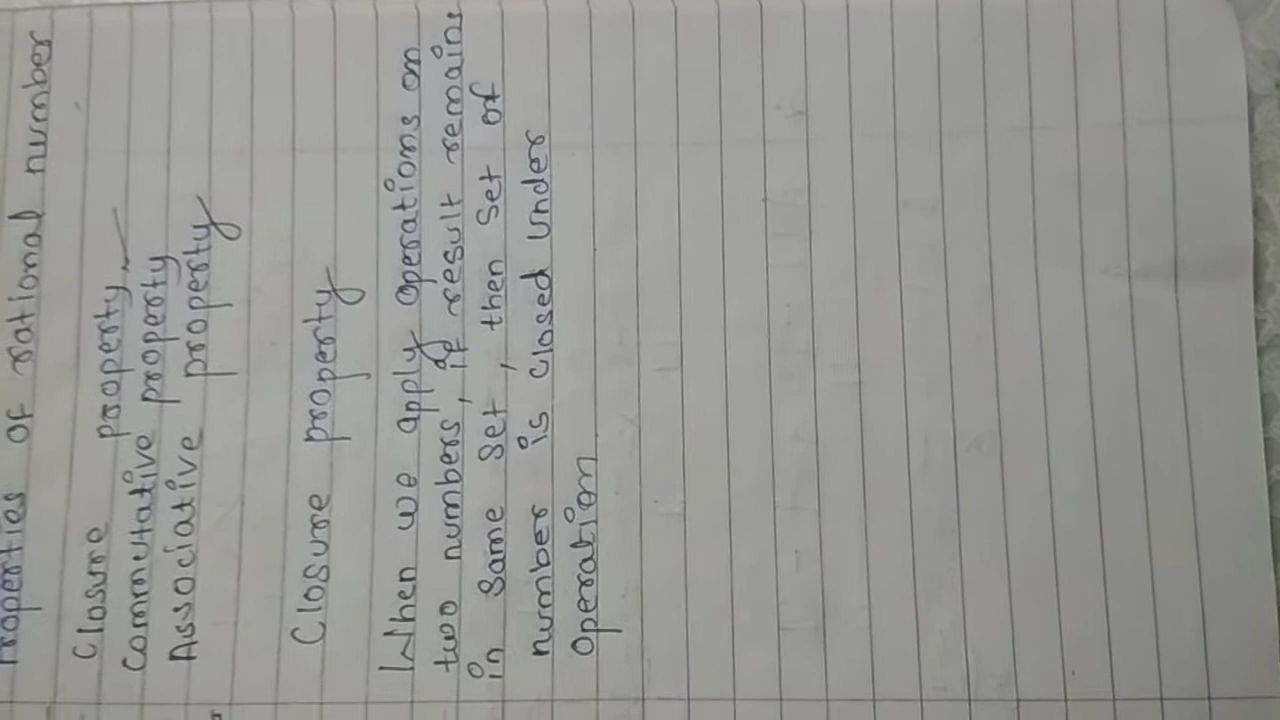 Properties of rational number
Closure property
Commutative property
Associative property
Closure property
When we apply operations on
two numbers, if result remains
in same set, then set of
number is closed under
operation